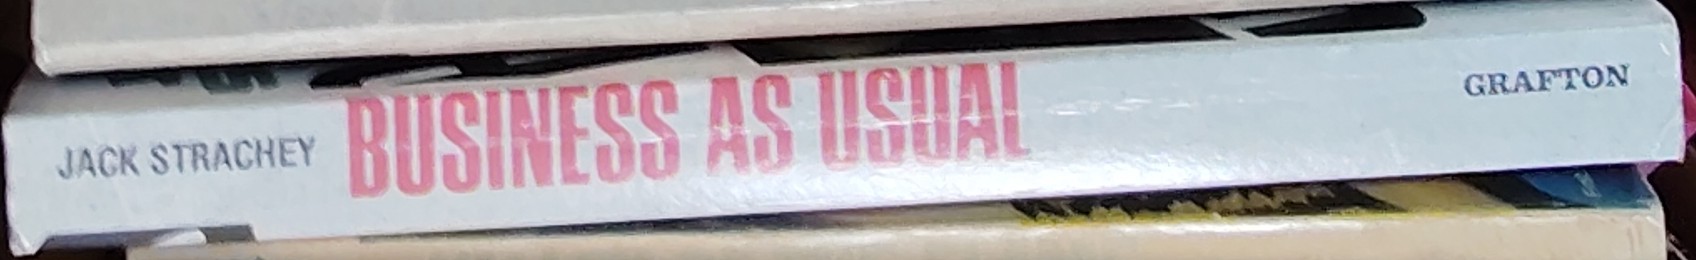 JACK STRACHEY BUSINESS AS USUAL GRAFTON